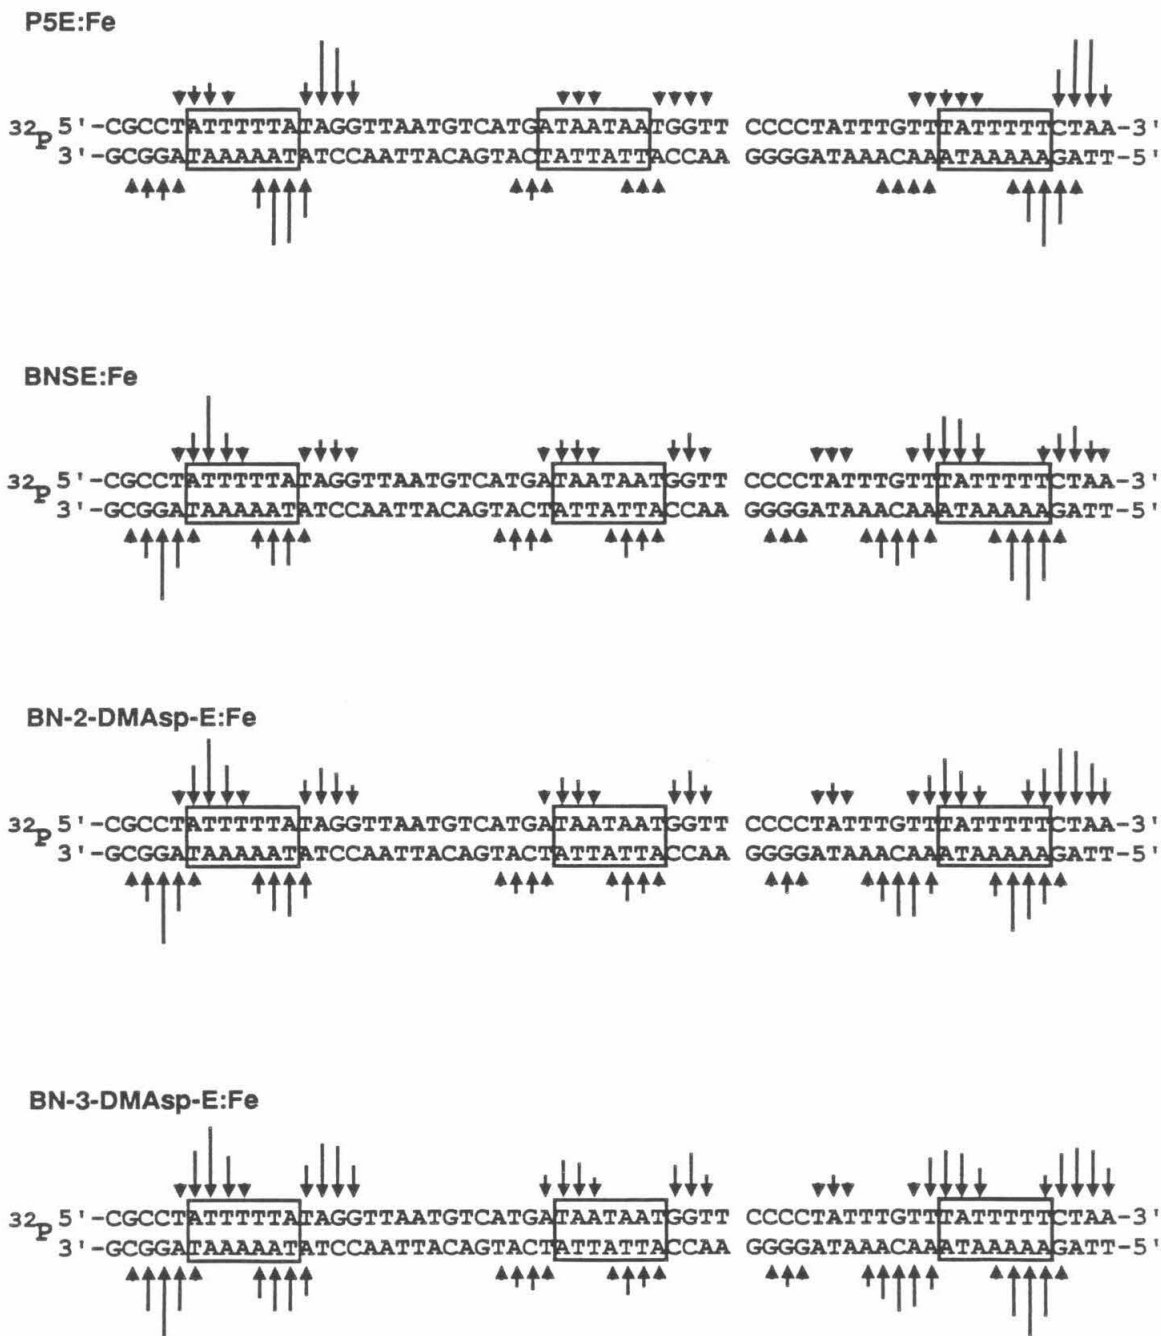 P5E:Fe
32P 5'-CGCCTATTTTTATAGGTTAATGTCATGATAATAATGGTT CCCCTATTTGTTTATTTTTCTAA-3'
3'-GCGGATAAAAATATCCAATTACAGTACTATTATTACCAA GGGGATAAACAAATAAAAAGATT-5'
BNSE:Fe
32P 5'-CGCCTATTTTTATAGGTTAATGTCATGATAATAATGGTT CCCCTATTTGTTTATTTTTCTAA-3'
3'-GCGGATAAAAATATCCAATTACAGTACTATTATTACCAA GGGGATAAACAAATAAAAAGATT-5'
BN-2-DMAsp-E:Fe
32P 5'-CGCCTATTTTTATAGGTTAATGTCATGATAATAATGGTT CCCCTATTTGTTTATTTTTCTAA-3'
3'-GCGGATAAAAATATCCAATTACAGTACTATTATTACCAA GGGGATAAACAAATAAAAAGATT-5'
BN-3-DMAsp-E:Fe
32P 5'-CGCCTATTTTTATAGGTTAATGTCATGATAATAATGGTT CCCCTATTTGTTTATTTTTCTAA-3'
3'-GCGGATAAAAATATCCAATTACAGTACTATTATTACCAA GGGGATAAACAAATAAAAAGATT-5'